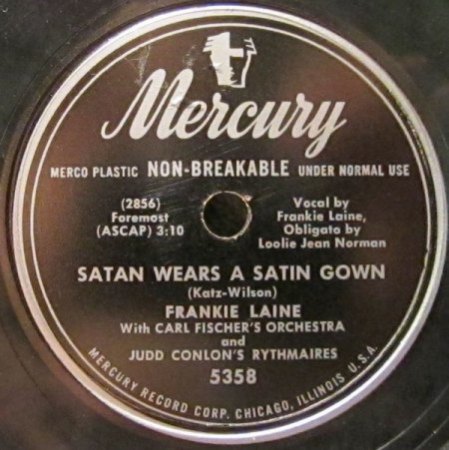 Mercury
MERCO PLASTIC NON-BREAKABLE UNDER NORMAL USE
(2856)
Foremost
(ASCAP) 3:10
Vocal by
Frankie Laine,
Obligato by
Loolie Jean Norman
SATAN WEARS A SATIN GOWN
(Katz-Wilson)
FRANKIE LAINE
With CARL FISCHER'S ORCHESTRA
and
JUDD CONLON'S RYTHMAIRES
5358
MERCURY RECORD CORP. CHICAGO, ILLINOIS U.S.A.